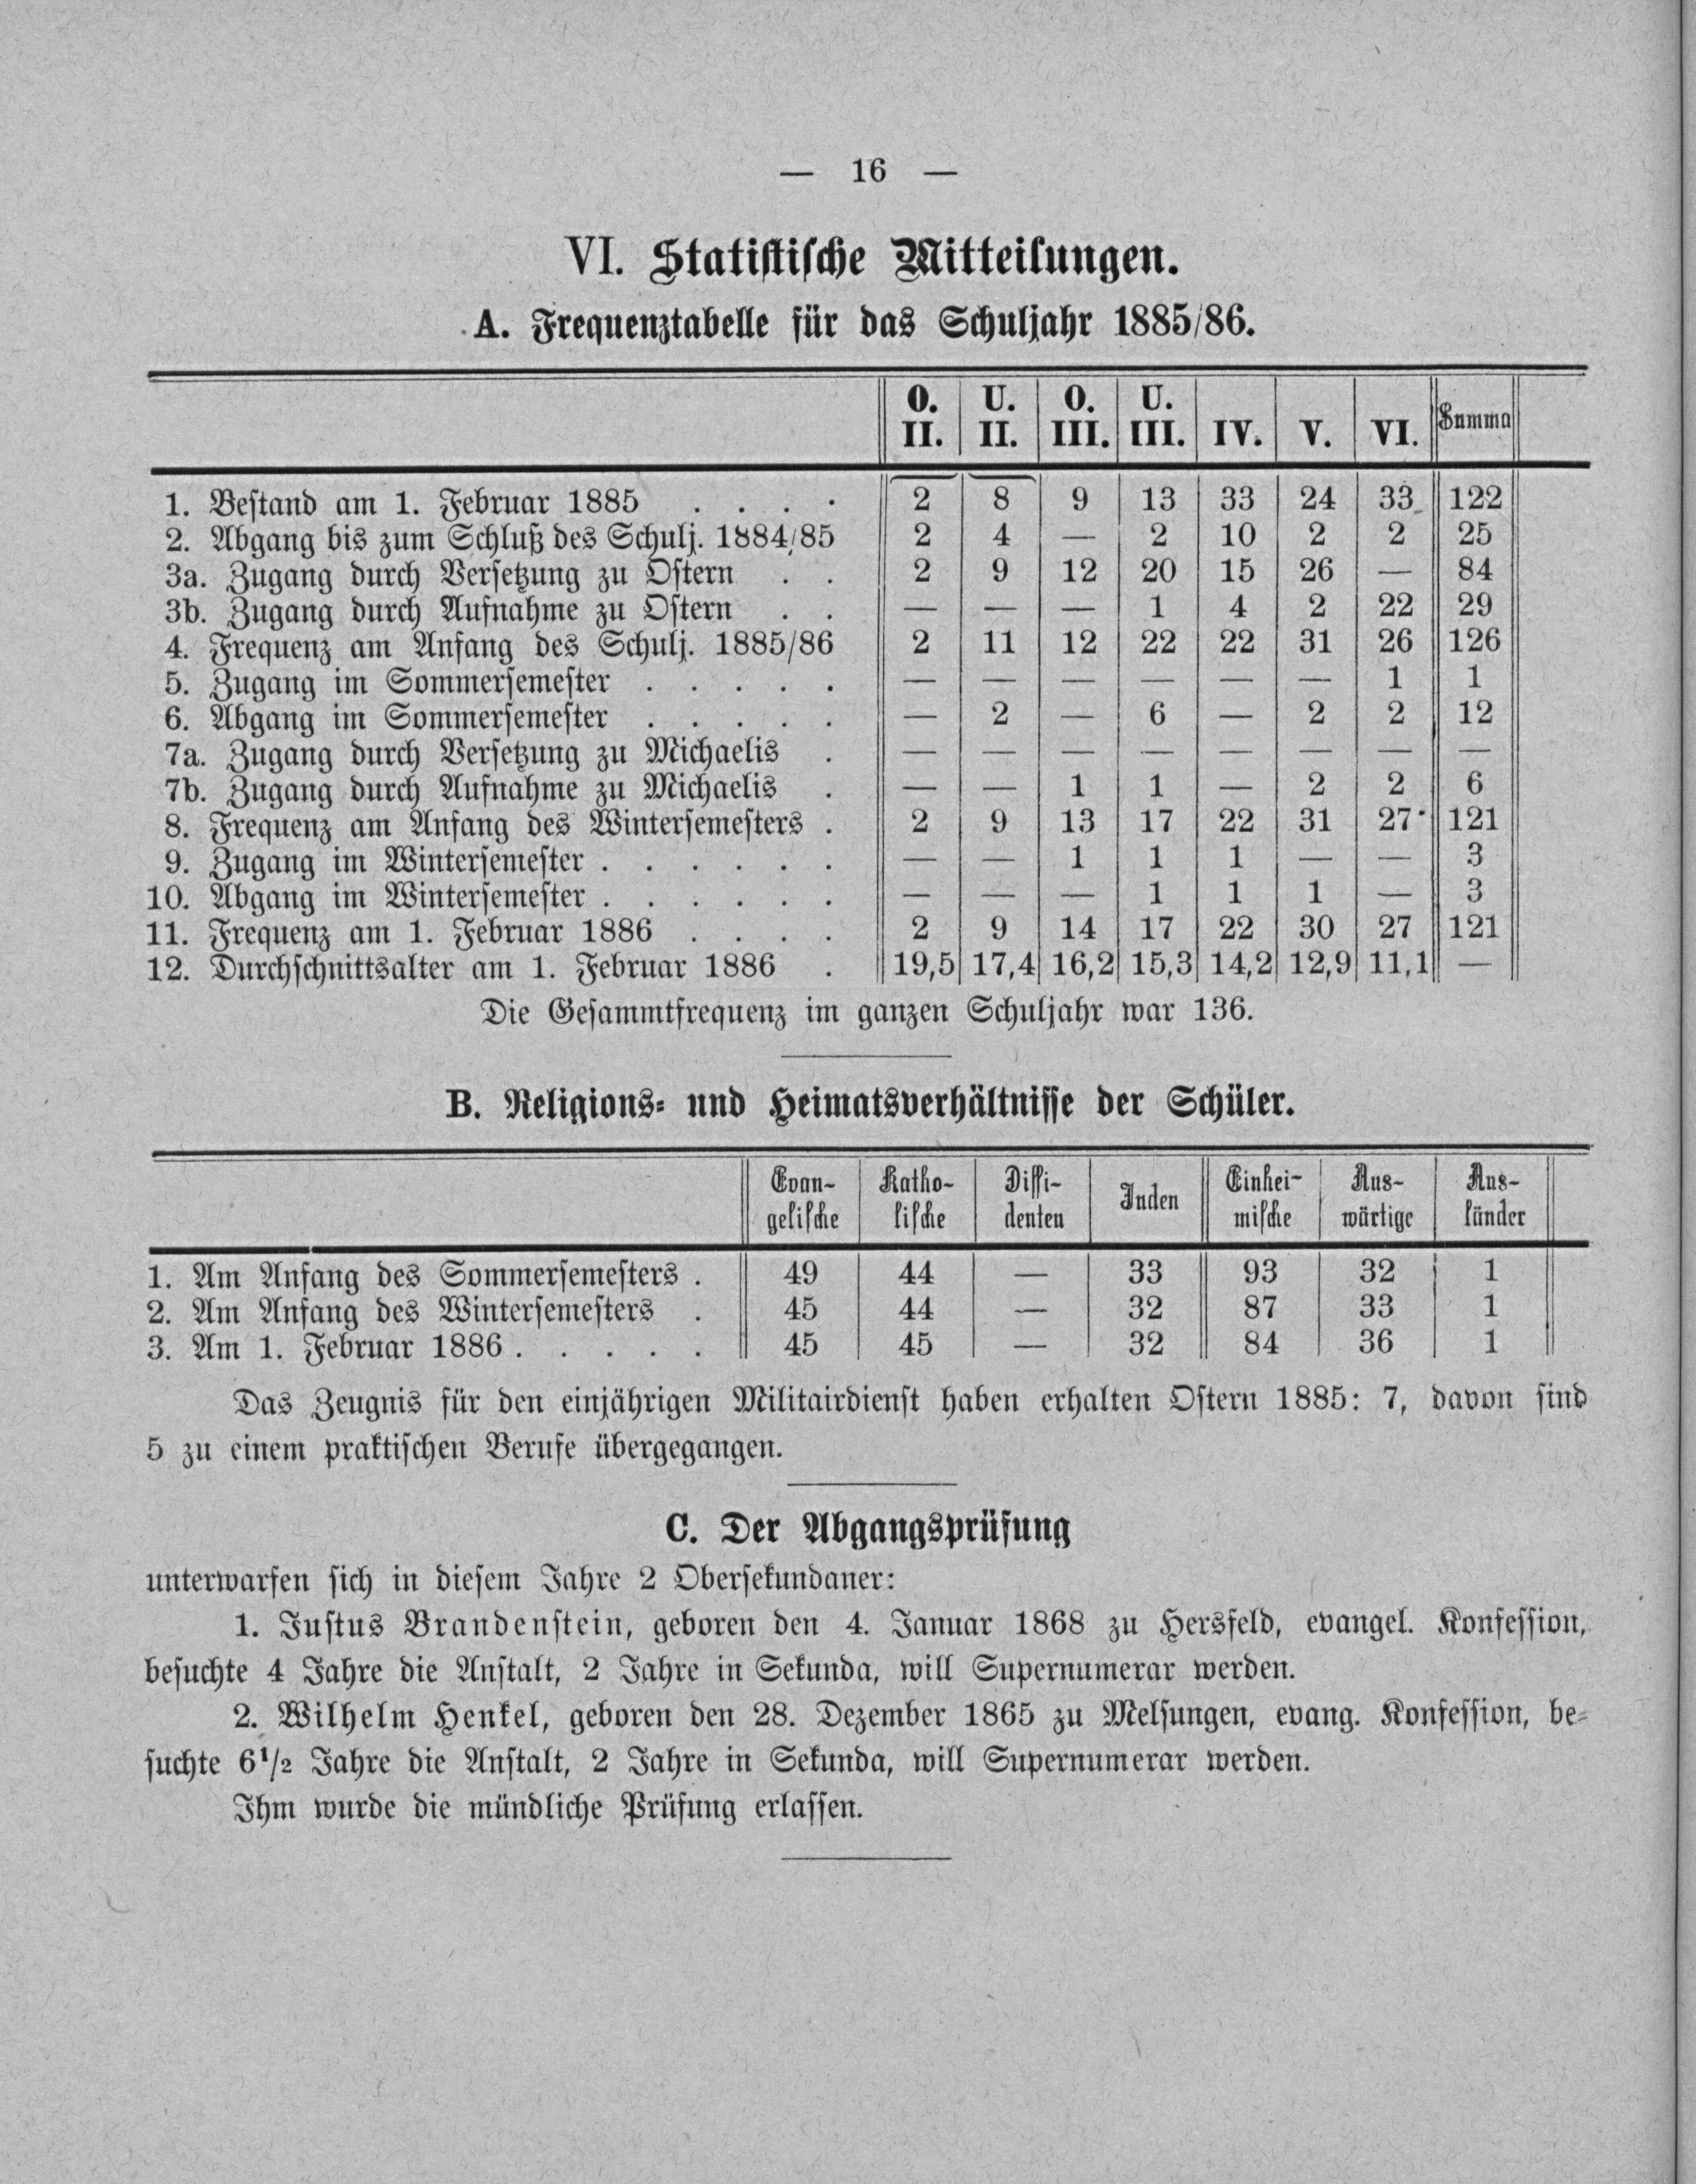 — 16 —
VI. Statistische Mitteilungen.
A. Frequenztabelle für das Schuljahr 1885/86.
O. II. U. II. O. III. U. III. IV. V. VI. Summa
1. Bestand am 1. Februar 1885 . . . . 2 8 9 13 33 24 33 122
2. Abgang bis zum Schluß des Schulj. 1884/85 2 4 — 2 10 2 2 25
3a. Zugang durch Versetzung zu Ostern . . 2 9 12 20 15 26 — 84
3b. Zugang durch Aufnahme zu Ostern . . — — — 1 4 2 22 29
4. Frequenz am Anfang des Schulj. 1885/86 2 11 12 22 22 31 26 126
5. Zugang im Sommersemester . . . . . — — — — — — 1 1
6. Abgang im Sommersemester . . . . . — 2 — 6 — 2 2 12
7a. Zugang durch Versetzung zu Michaelis . — — — — — — — —
7b. Zugang durch Aufnahme zu Michaelis . — — 1 1 — 2 2 6
8. Frequenz am Anfang des Wintersemesters . 2 9 13 17 22 31 27 121
9. Zugang im Wintersemester . . . . . . — — 1 1 1 — — 3
10. Abgang im Wintersemester . . . . . . — — — 1 1 1 — 3
11. Frequenz am 1. Februar 1886 . . . . 2 9 14 17 22 30 27 121
12. Durchschnittsalter am 1. Februar 1886 . 19,5 17,4 16,2 15,3 14,2 12,9 11,1 —
Die Gesammtfrequenz im ganzen Schuljahr war 136.
B. Religions- und Heimatsverhältnisse der Schüler.
Evangelische Katholische Dissidenten Juden Einheimische Auswärtige Ausländer
1. Am Anfang des Sommersemesters . 49 44 — 33 93 32 1
2. Am Anfang des Wintersemesters . 45 44 — 32 87 33 1
3. Am 1. Februar 1886 . . . . . 45 45 — 32 84 36 1
Das Zeugnis für den einjährigen Militairdienst haben erhalten Ostern 1885: 7, davon sind
5 zu einem praktischen Berufe übergegangen.
C. Der Abgangsprüfung
unterwarfen sich in diesem Jahre 2 Obersekundaner:
1. Justus Brandenstein, geboren den 4. Januar 1868 zu Hersfeld, evangel. Konfession,
besuchte 4 Jahre die Anstalt, 2 Jahre in Sekunda, will Supernumerar werden.
2. Wilhelm Henkel, geboren den 28. Dezember 1865 zu Melsungen, evang. Konfession, be-
suchte 6 1/2 Jahre die Anstalt, 2 Jahre in Sekunda, will Supernumerar werden.
Ihm wurde die mündliche Prüfung erlassen.